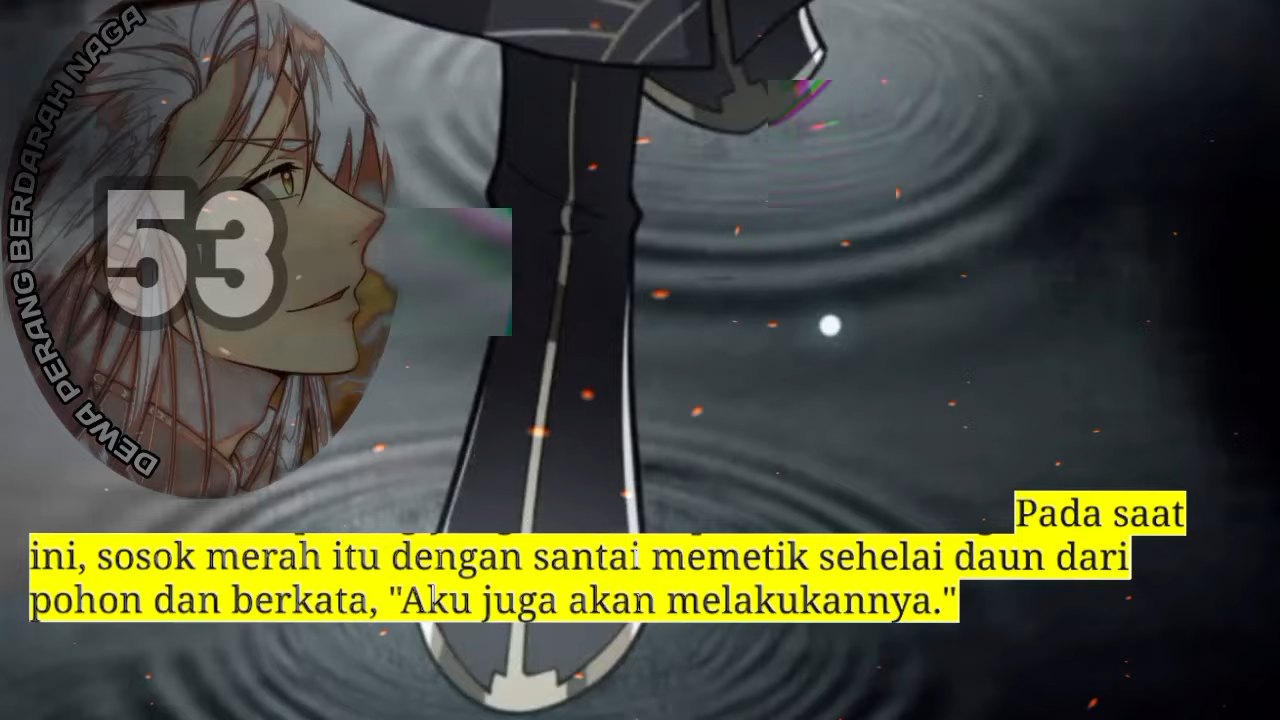 DEWA PERANG BERDARAH NAGA
53
Pada saat
ini, sosok merah itu dengan santai memetik sehelai daun dari
pohon dan berkata, "Aku juga akan melakukannya."